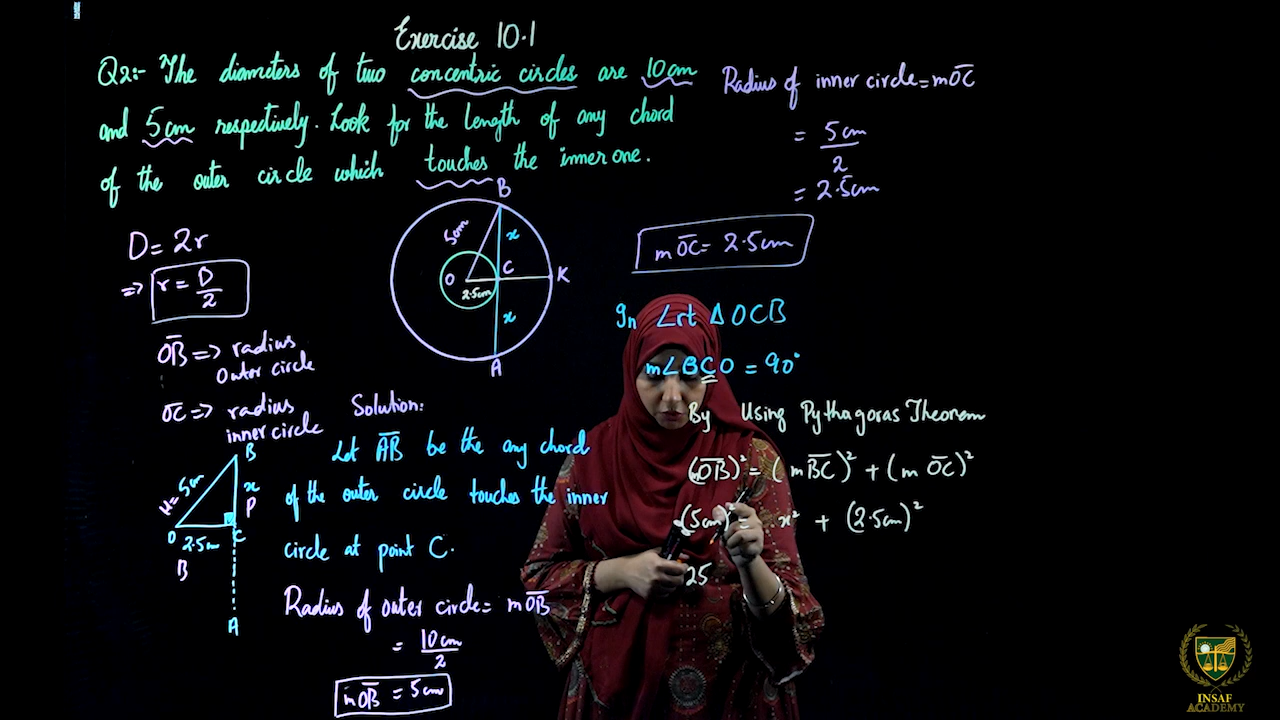 Exercise 10.1
Q2:- The diameters of two concentric circles are 10cm
and 5cm respectively. Look for the length of any chord
of the outer circle which touches the inner one.
D = 2r
=> r = D/2
OB => radius
outer circle
OC => radius
inner circle
B
5cm
x
O
C
K
2.5cm
x
A
B
H=5cm
x
P
O
2.5cm
C
B
A
Solution:
Let AB be the any chord
of the outer circle touches the inner
circle at point C.
Radius of outer circle = mOB
= 10cm/2
mOB = 5cm
Radius of inner circle = mOC
= 5cm/2
= 2.5cm
mOC = 2.5cm
In ∠rt △OCB
m∠BCO = 90°
By Using Pythagoras Theorem
(mOB)² = (mBC)² + (mOC)²
(5cm)² = x² + (2.5cm)²
25
INSAF
ACADEMY